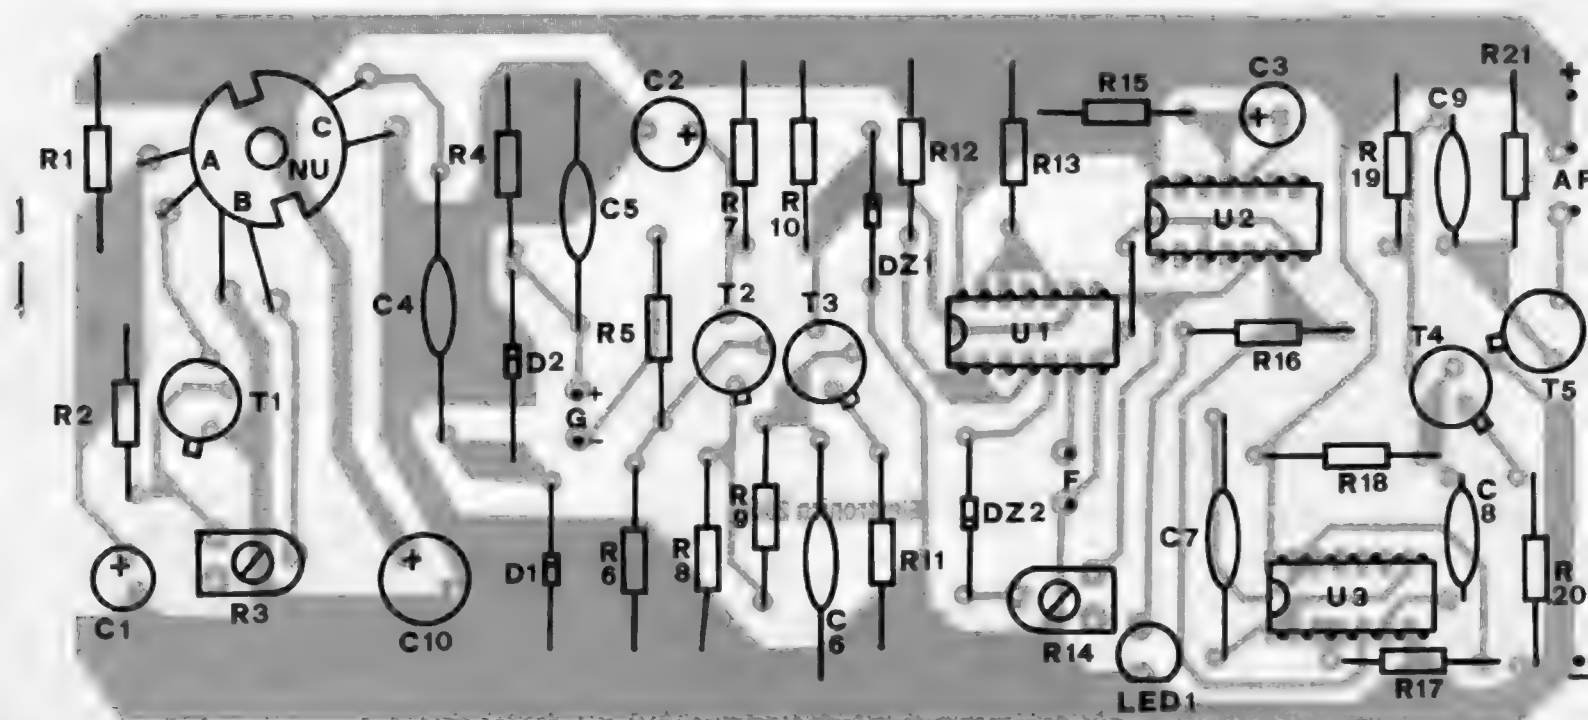 R1
A
C
NU
B
R4
C5
C2
R
7
R
10
DZ1
R12
R13
R15
C3
U2
R
19
C9
R21
+
AF
C4
D2
R5
T2
T3
U1
R16
T4
T5
R2
T1
G
+
-
R
9
DZ2
F
R18
C7
C
8
C1
+
R3
C10
+
D1
R
6
R
8
C
6
R11
R14
LED1
U3
R17
R
20
-